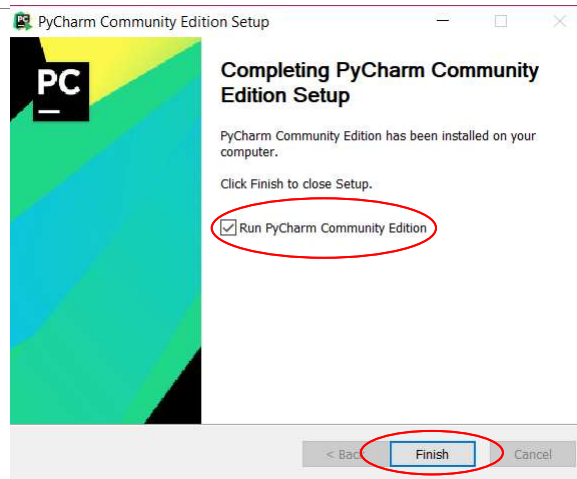 PyCharm Community Edition Setup
PC
Completing PyCharm Community
Edition Setup
PyCharm Community Edition has been installed on your
computer.
Click Finish to close Setup.
Run PyCharm Community Edition
< Back Finish Cancel